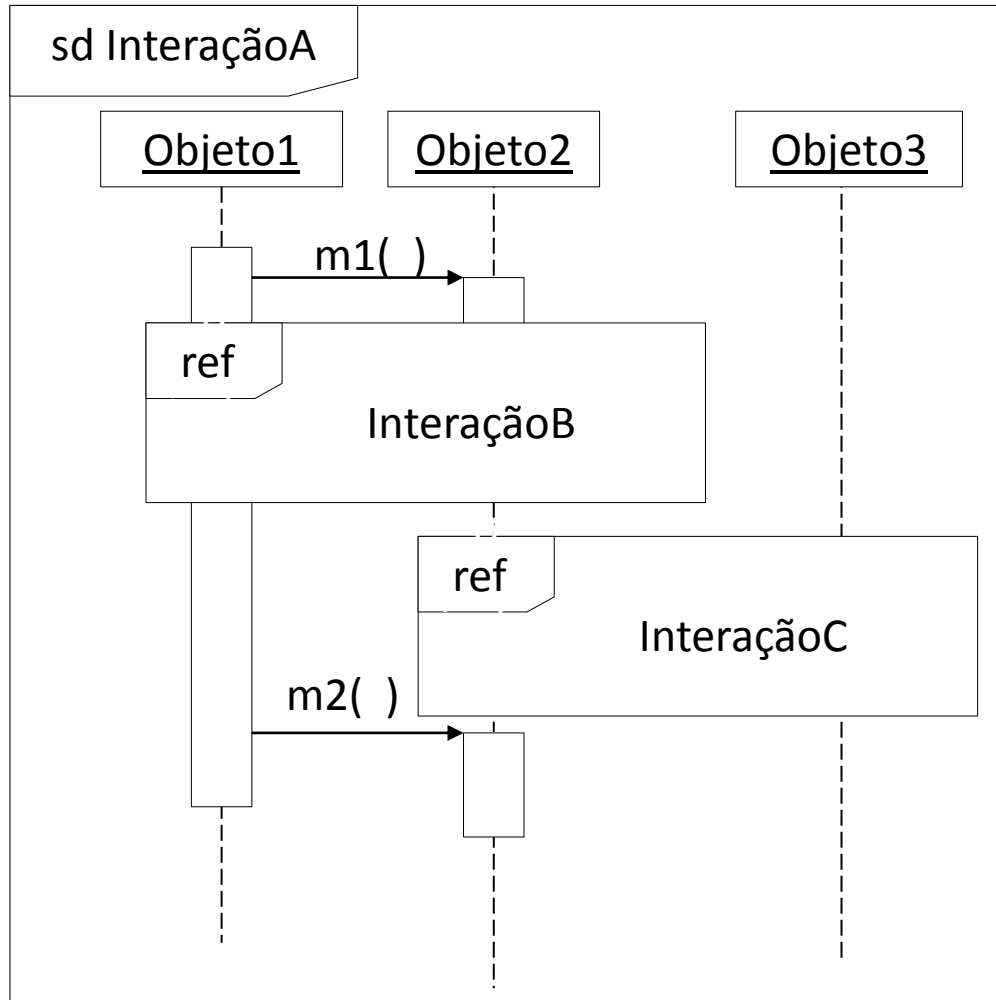 sd InteraçãoA
Objeto1 Objeto2 Objeto3
m1( )
ref
InteraçãoB
ref
InteraçãoC
m2( )